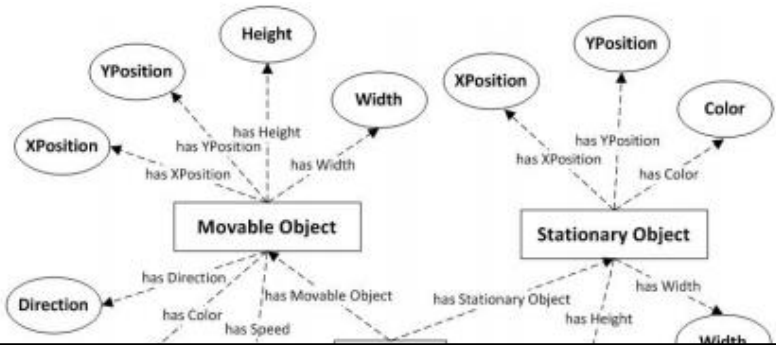 Height
YPosition
YPosition
XPosition
Width
Color
has Height
has YPosition
XPosition
has YPosition
has XPosition
has Width
has XPosition
has Color
Movable Object
Stationary Object
has Direction
has Movable Object
has Stationary Object
has Width
Direction
has Color
has Height
has Speed
Width